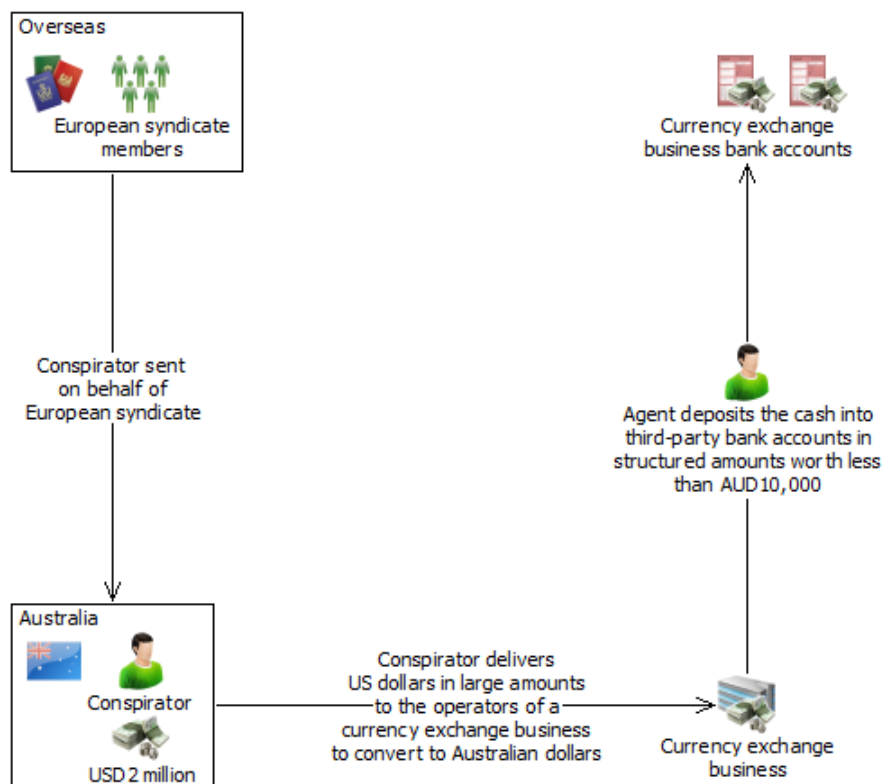 Overseas
European syndicate
members
Currency exchange
business bank accounts
Conspirator sent
on behalf of
European syndicate
Agent deposits the cash into
third-party bank accounts in
structured amounts worth less
than AUD10,000
Australia
Conspirator
USD2 million
Conspirator delivers
US dollars in large amounts
to the operators of a
currency exchange business
to convert to Australian dollars
Currency exchange
business